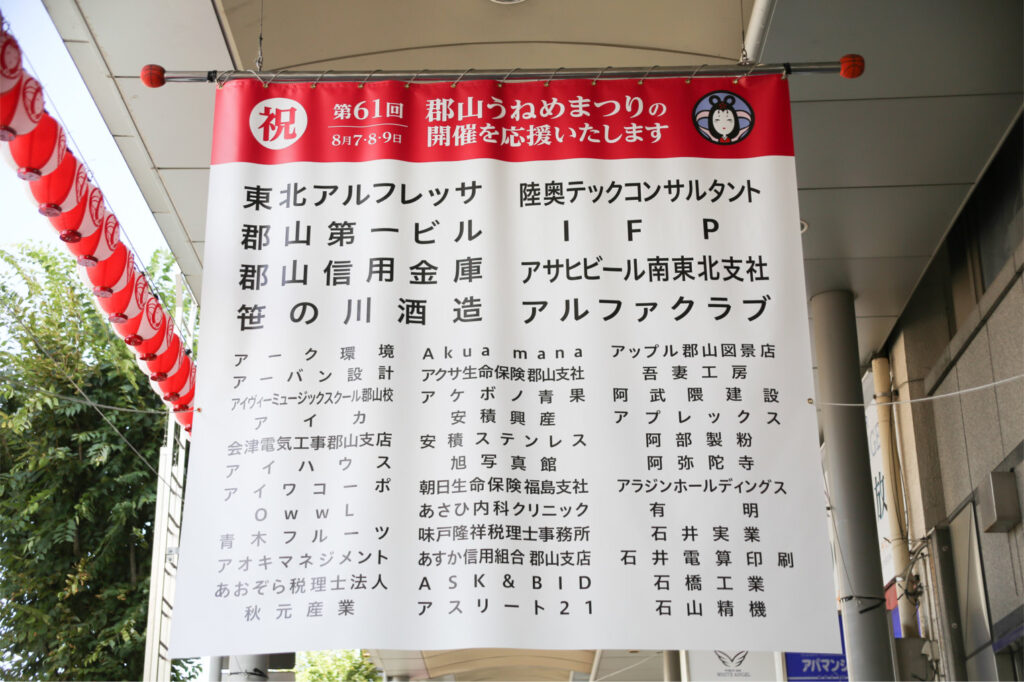 祝
第61回
8月7・8・9日
郡山うねめまつりの
開催を応援いたします
東北アルフレッサ
陸奥テックコンサルタント
郡山第一ビル
IFP
郡山信用金庫
アサヒビール南東北支社
笹の川酒造
アルファクラブ
アーク環境
Akua mana
アップル郡山図景店
アーバン設計
アクサ生命保険郡山支社
吾妻工房
アイヴィーミュージックスクール郡山校
アケボノ青果
阿武隈建設
アイカ
安積興産
アプレックス
会津電気工事郡山支店
安積ステンレス
阿部製粉
アイハウス
旭写真館
阿弥陀寺
アイワコーポ
朝日生命保険福島支社
アラジンホールディングス
OwwL
あさひ内科クリニック
有明
青木フルーツ
味戸隆祥税理士事務所
石井実業
アオキマネジメント
あすか信用組合 郡山支店
石井電算印刷
あおぞら税理士法人
ASK&BID
石橋工業
秋元産業
アスリート21
石山精機
放
WHITE ANGEL
アパマンシ